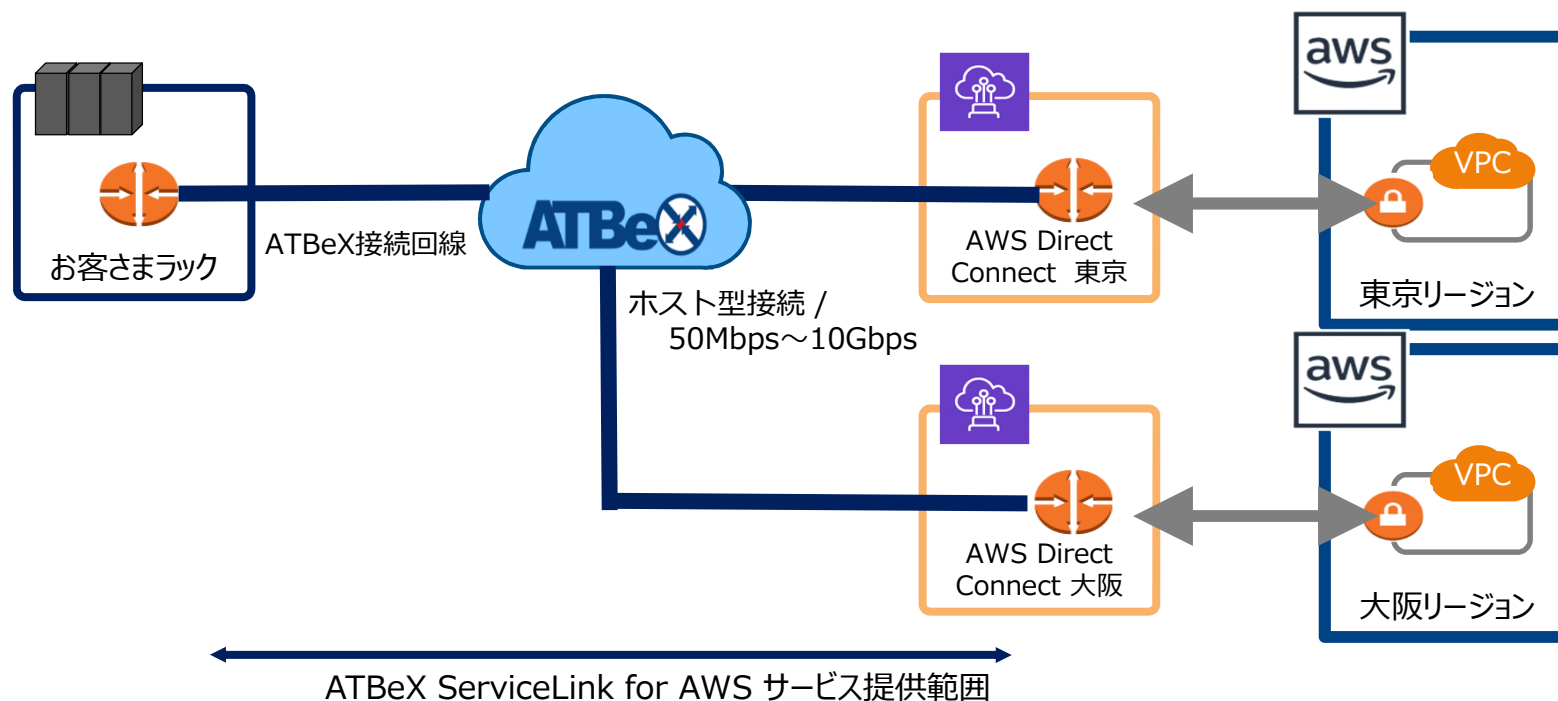 aws
VPC
ATBeX
ATBeX接続回線
お客さまラック
AWS Direct
Connect 東京
東京リージョン
ホスト型接続 /
50Mbps～10Gbps
aws
VPC
AWS Direct
Connect 大阪
大阪リージョン
ATBeX ServiceLink for AWS サービス提供範囲